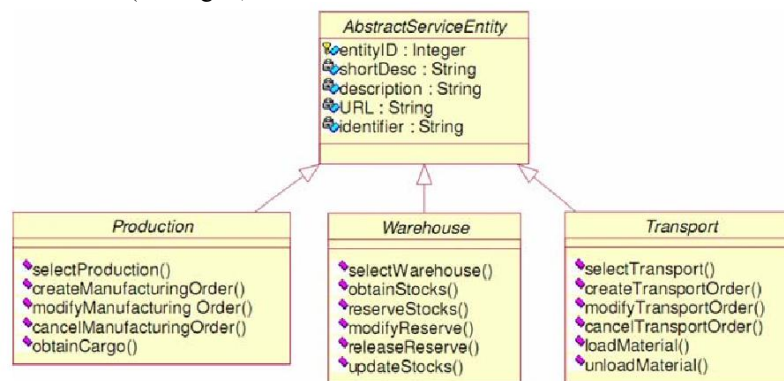 AbstractServiceEntity
entityID : Integer
shortDesc : String
description : String
URL : String
identifier : String
Production
selectProduction()
createManufacturingOrder()
modifyManufacturing Order()
cancelManufacturingOrder()
obtainCargo()
Warehouse
selectWarehouse()
obtainStocks()
reserveStocks()
modifyReserve()
releaseReserve()
updateStocks()
Transport
selectTransport()
createTransportOrder()
modifyTransportOrder()
cancelTransportOrder()
loadMaterial()
unloadMaterial()